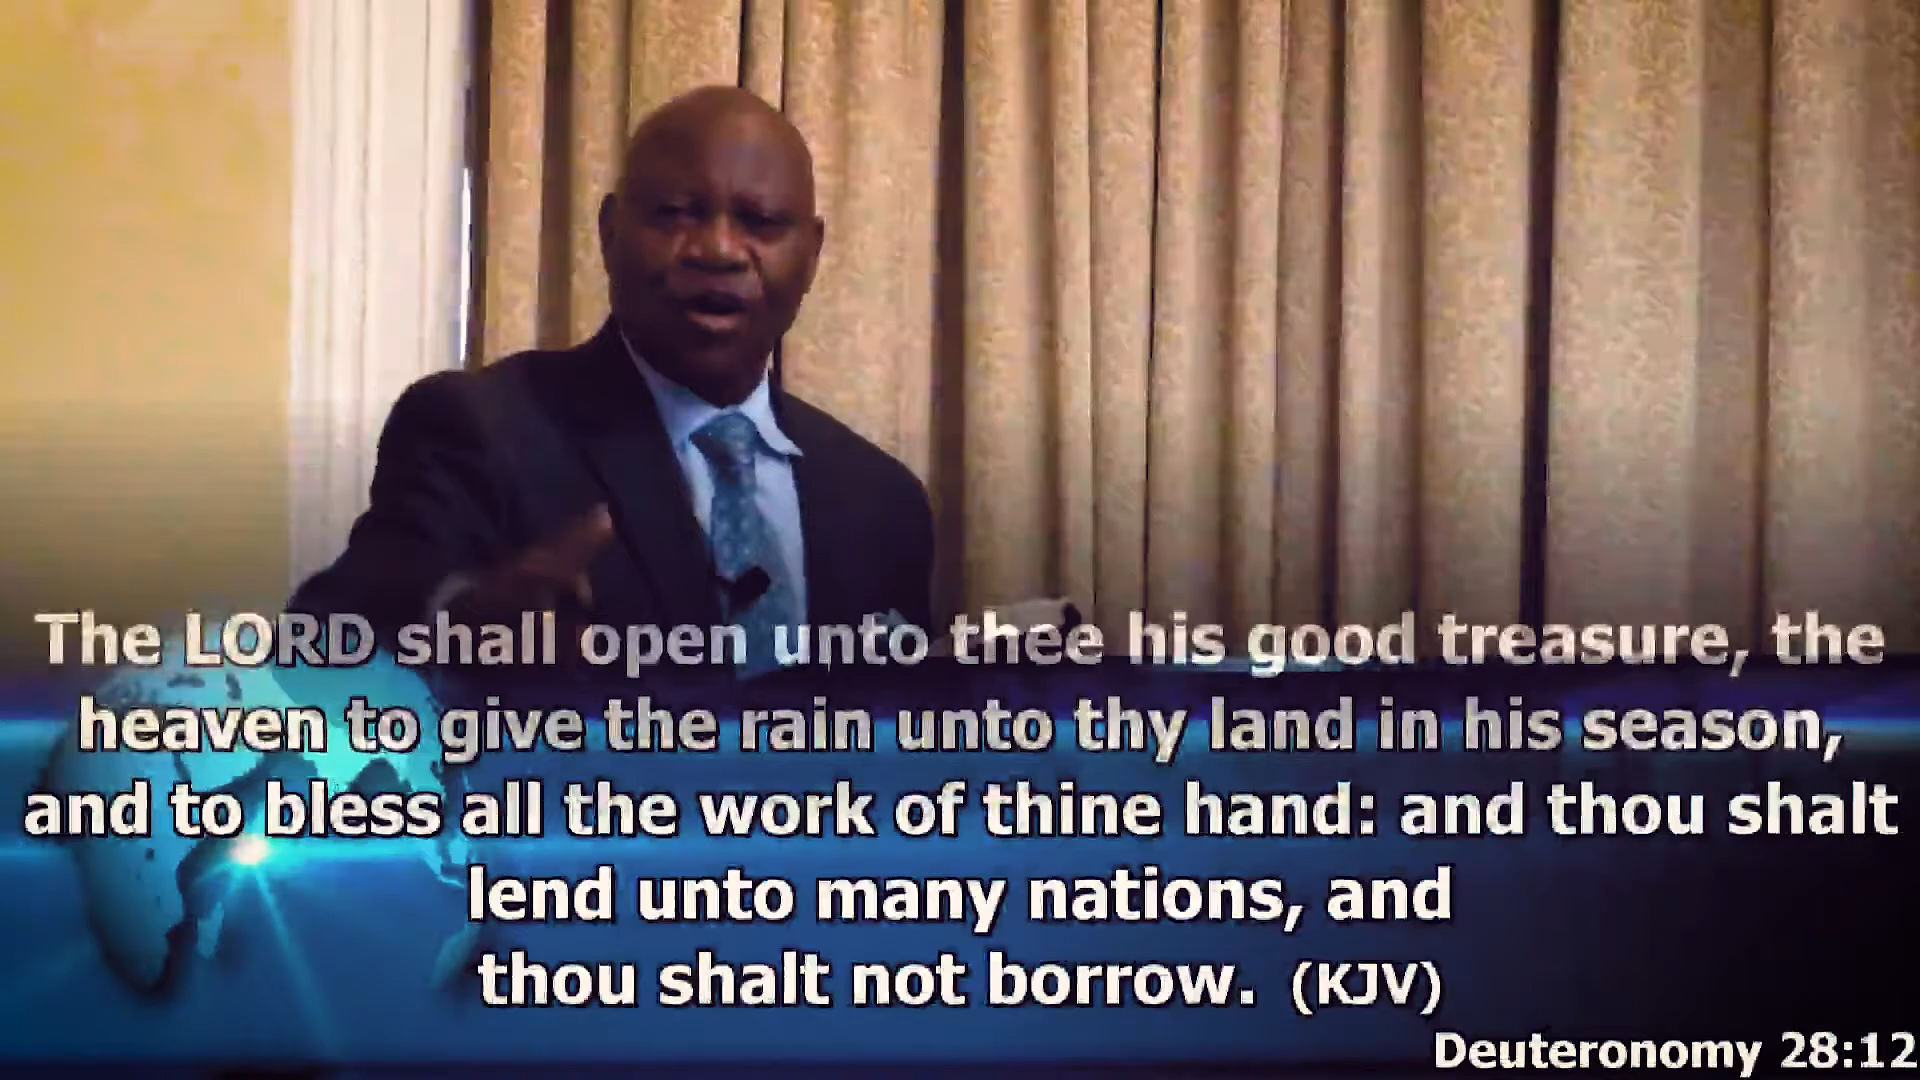 The LORD shall open unto thee his good treasure, the
heaven to give the rain unto thy land in his season,
and to bless all the work of thine hand: and thou shalt
lend unto many nations, and
thou shalt not borrow. (KJV)
Deuteronomy 28:12